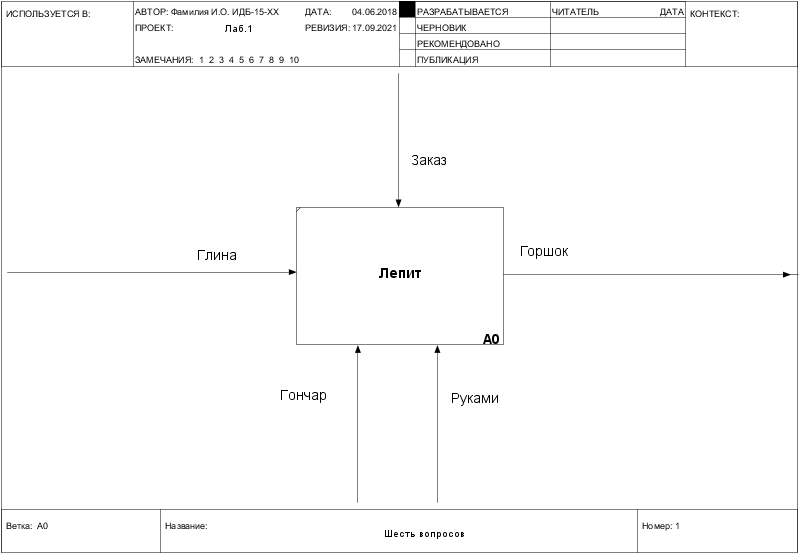 ИСПОЛЬЗУЕТСЯ В:
АВТОР: Фамилия И.О. ИДБ-15-ХХ
ДАТА: 04.06.2018
РАЗРАБАТЫВАЕТСЯ
ЧИТАТЕЛЬ
ДАТА
КОНТЕКСТ:
ПРОЕКТ: Лаб.1
РЕВИЗИЯ: 17.09.2021
ЧЕРНОВИК
РЕКОМЕНДОВАНО
ЗАМЕЧАНИЯ: 1 2 3 4 5 6 7 8 9 10
ПУБЛИКАЦИЯ
Заказ
Глина
Горшок
Лепит
A0
Гончар
Руками
Ветка: A0
Название:
Шесть вопросов
Номер: 1